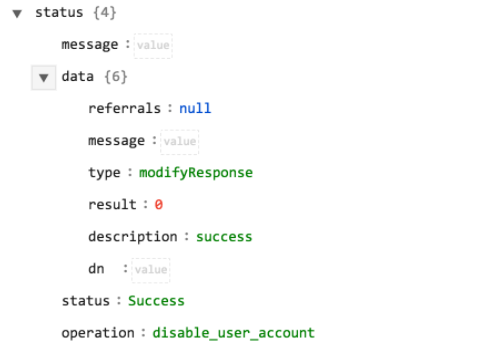 ▼ status {4}
message : value
▼ data {6}
referrals : null
message : value
type : modifyResponse
result : 0
description : success
dn : value
status : Success
operation : disable_user_account